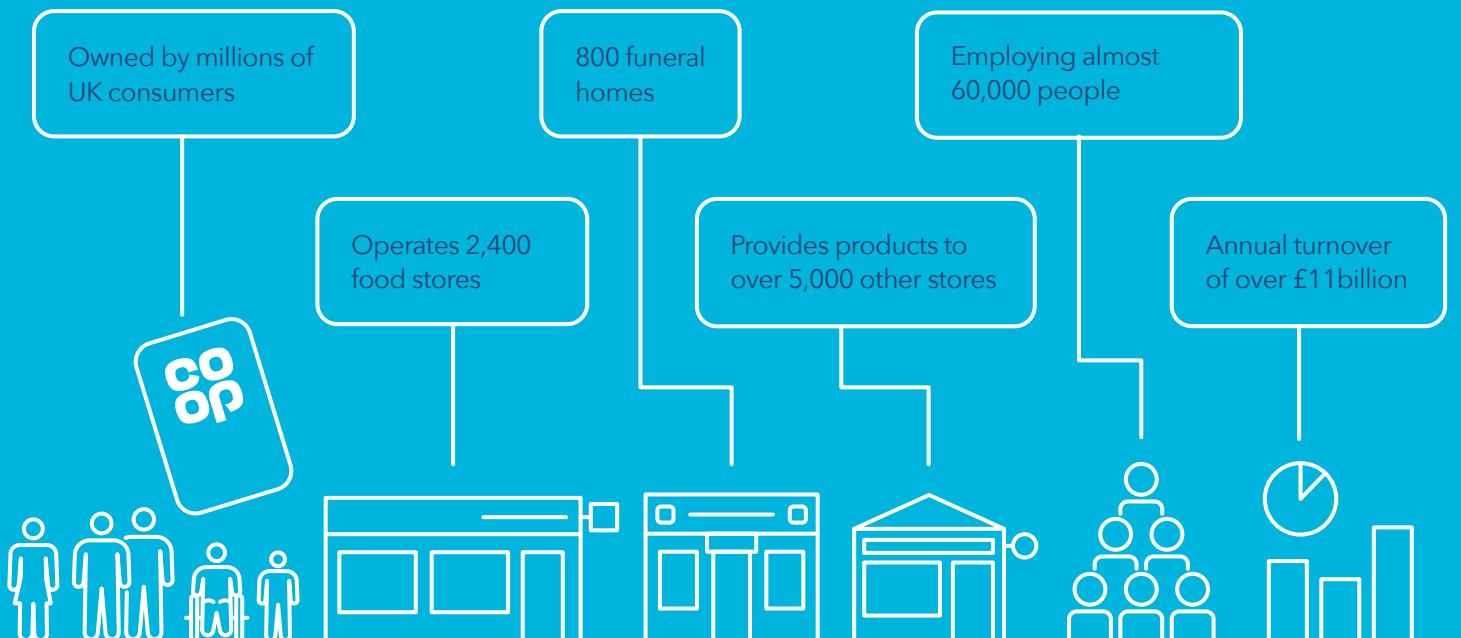 Owned by millions of
UK consumers
800 funeral
homes
Employing almost
60,000 people
Operates 2,400
food stores
Provides products to
over 5,000 other stores
Annual turnover
of over £11billion
co
op